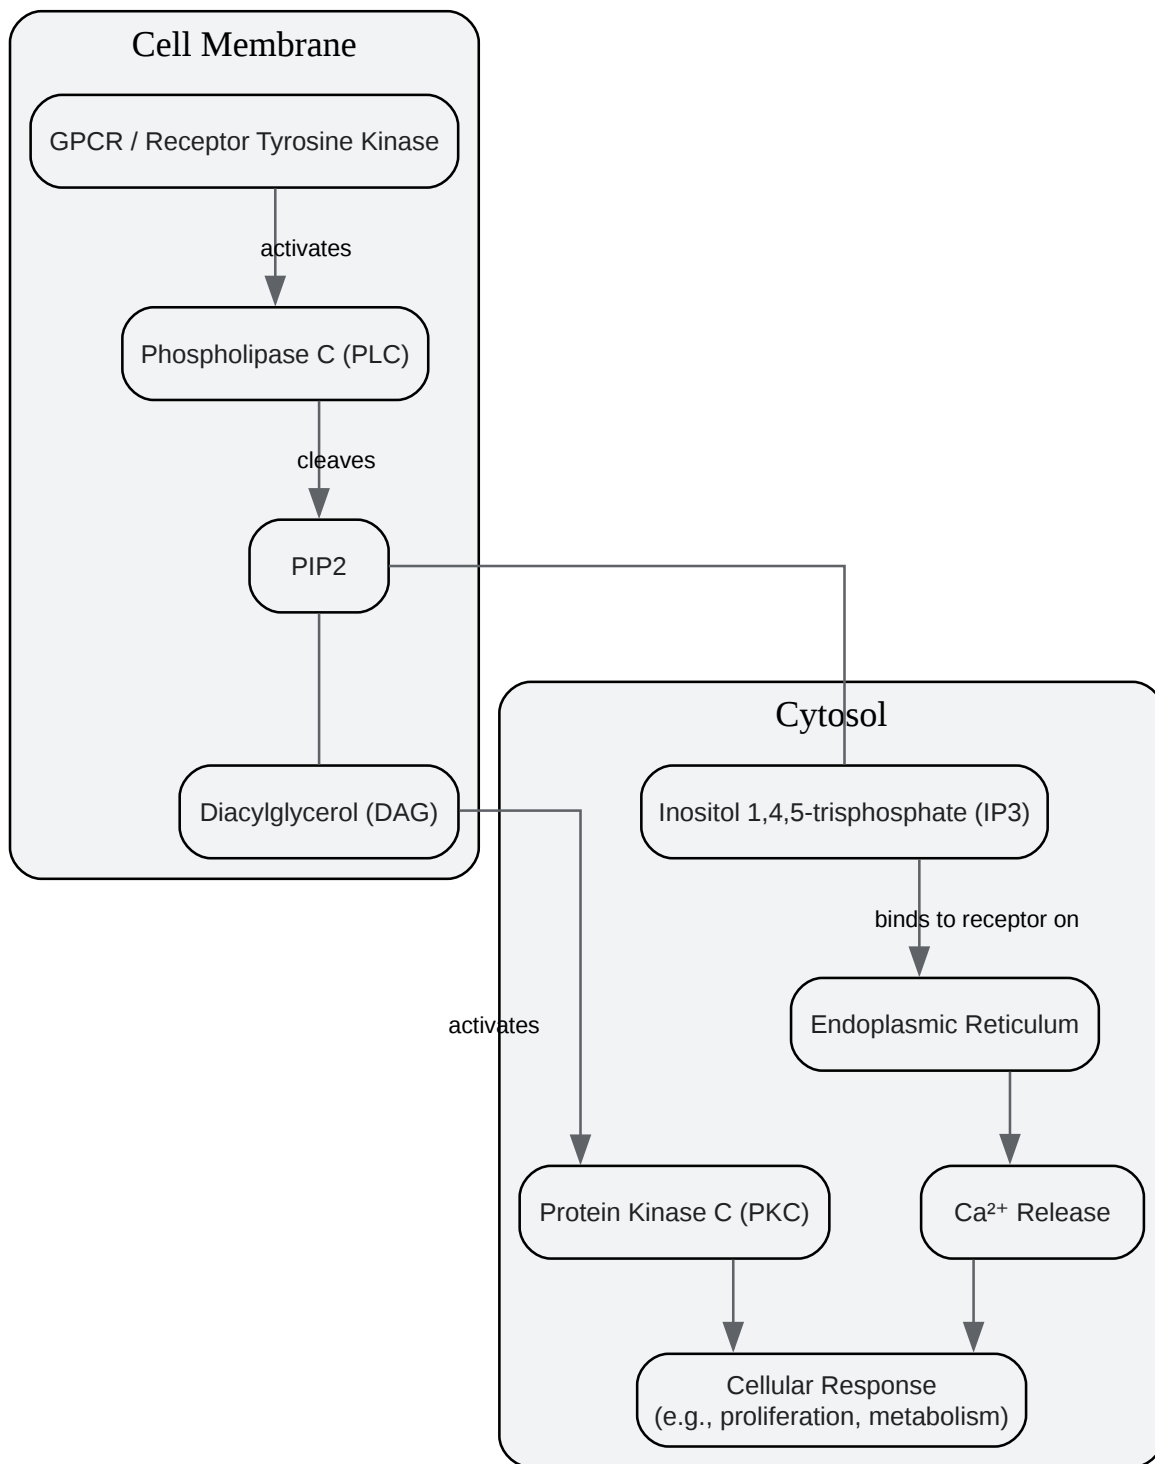 Cell Membrane
GPCR / Receptor Tyrosine Kinase
activates
Phospholipase C (PLC)
cleaves
PIP2
Cytosol
Diacylglycerol (DAG)
Inositol 1,4,5-trisphosphate (IP3)
binds to receptor on
activates
Endoplasmic Reticulum
Protein Kinase C (PKC)
Ca²⁺ Release
Cellular Response
(e.g., proliferation, metabolism)